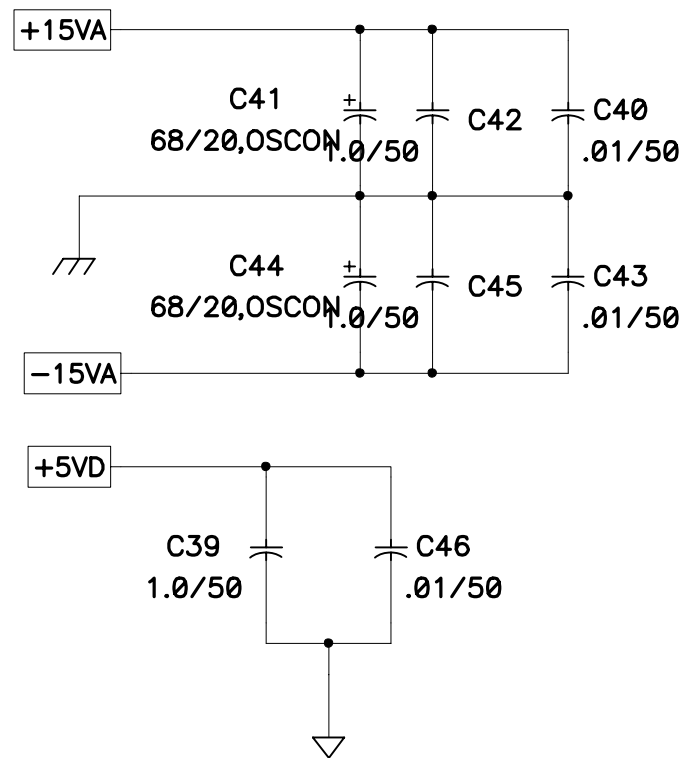 +15VA
C41
+
68/20,OSCON
1.0/50
C42
C40
.01/50
C44
+
68/20,OSCON
1.0/50
C45
C43
.01/50
-15VA
+5VD
C39
1.0/50
C46
.01/50